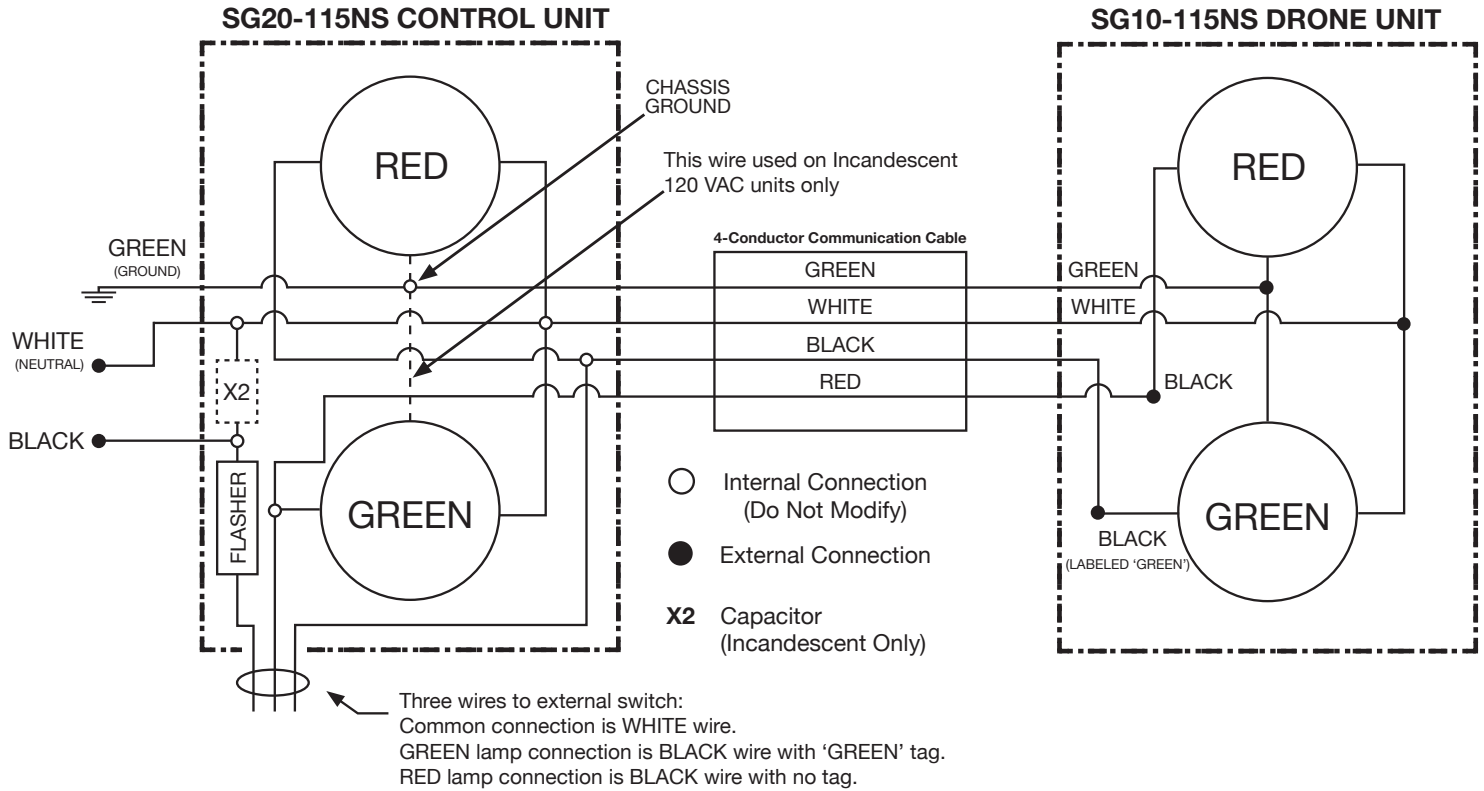 SG20-115NS CONTROL UNIT
SG10-115NS DRONE UNIT
RED
CHASSIS
GROUND
This wire used on Incandescent
120 VAC units only
RED
GREEN
(GROUND)
4-Conductor Communication Cable
GREEN
WHITE
BLACK
RED
GREEN
WHITE
WHITE
(NEUTRAL)
X2
BLACK
BLACK
FLASHER
GREEN
Internal Connection
(Do Not Modify)
External Connection
X2 Capacitor
(Incandescent Only)
BLACK
(LABELED 'GREEN')
GREEN
Three wires to external switch:
Common connection is WHITE wire.
GREEN lamp connection is BLACK wire with ‘GREEN’ tag.
RED lamp connection is BLACK wire with no tag.